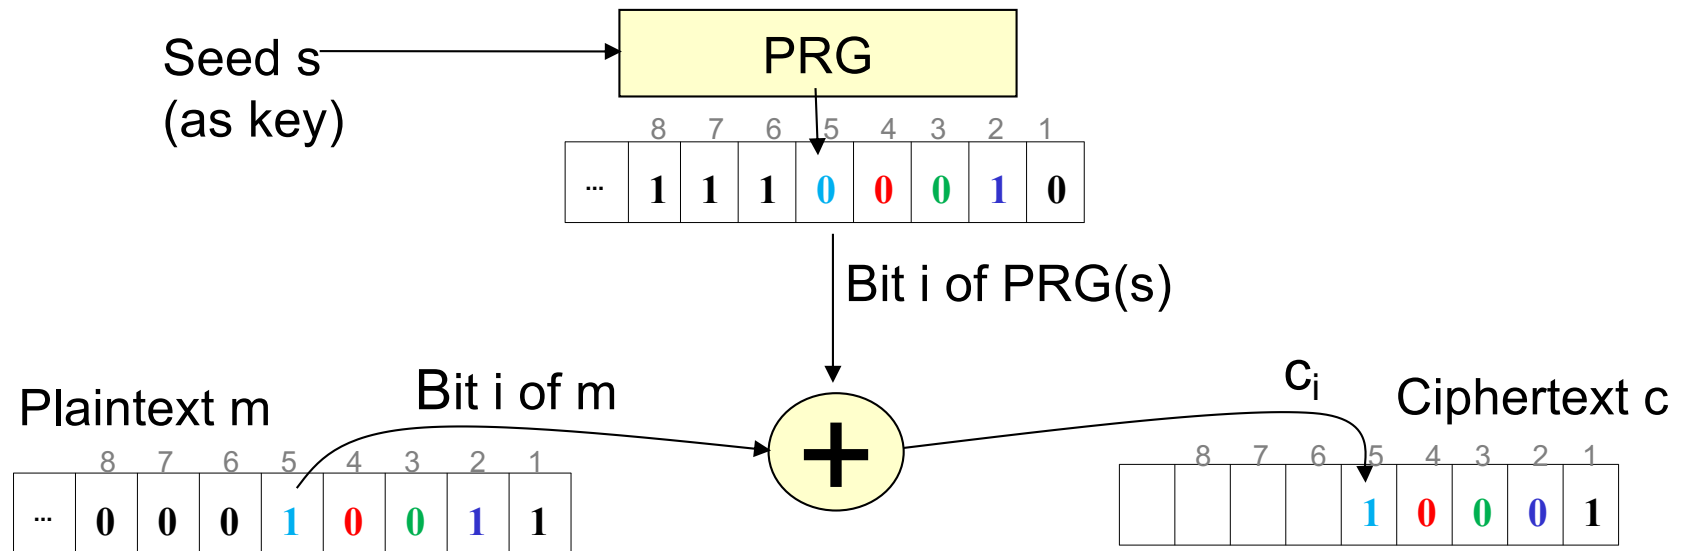 Seed s
(as key)
PRG
8 7 6 5 4 3 2 1
... 1 1 1 0 0 0 1 0
Bit i of PRG(s)
Plaintext m
Bit i of m
+
cᵢ
Ciphertext c
8 7 6 5 4 3 2 1
... 0 0 0 1 0 0 1 1
8 7 6 5 4 3 2 1
1 0 0 0 1